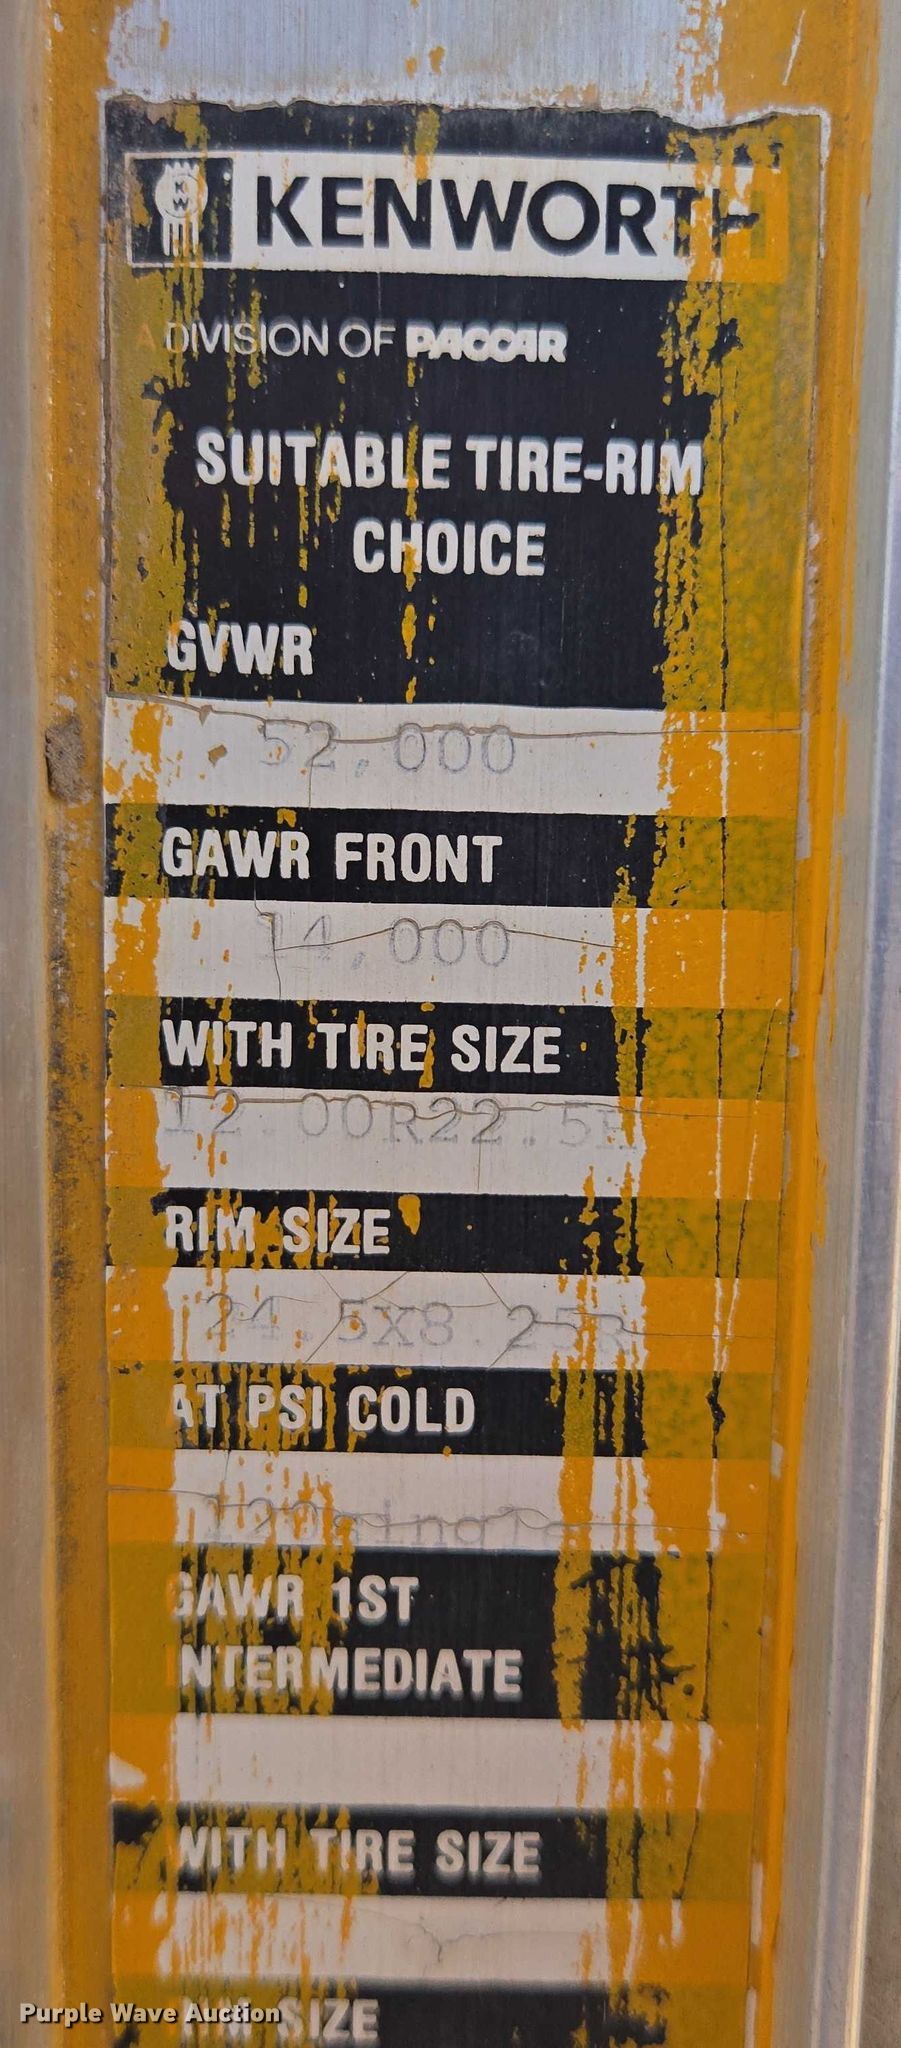 KENWORTH
A DIVISION OF PACCAR
SUITABLE TIRE-RIM
CHOICE
GVWR
52,000
GAWR FRONT
14,000
WITH TIRE SIZE
12.00R22.5H
RIM SIZE
24.5X8.25R
AT PSI COLD
120single
GAWR 1ST
INTERMEDIATE
WITH TIRE SIZE
RIM SIZE
Purple Wave Auction